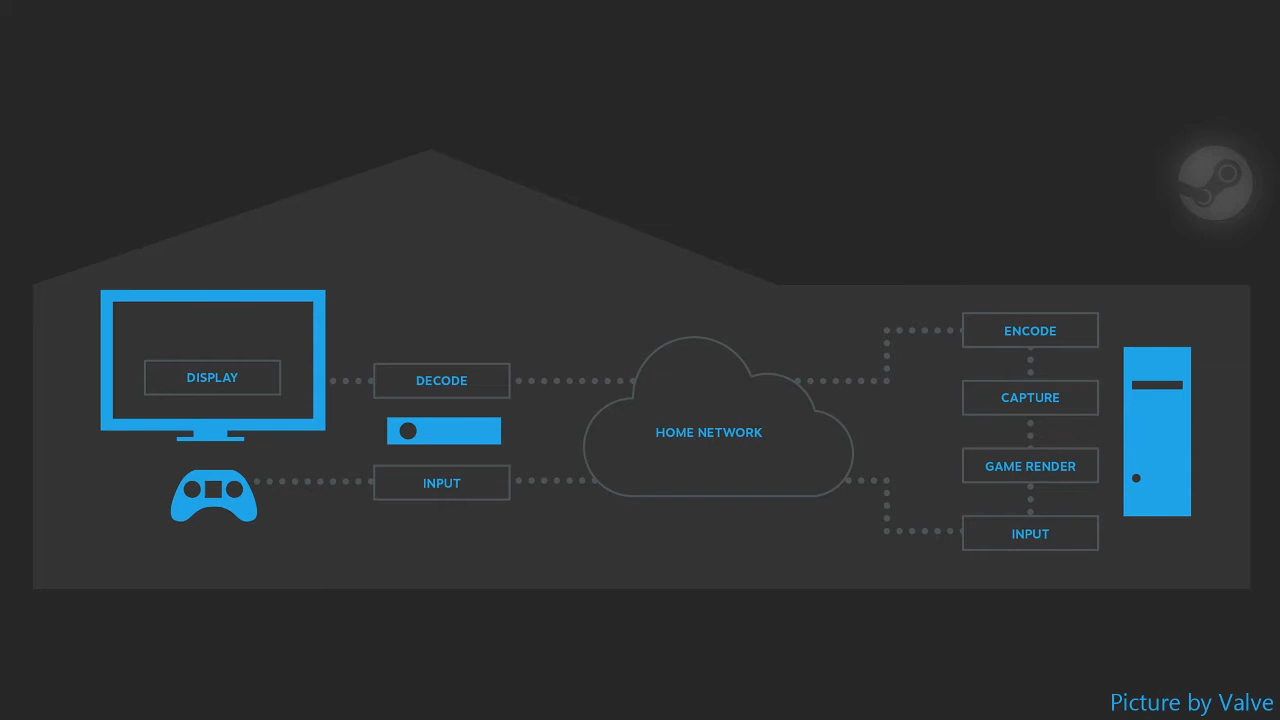 DISPLAY
DECODE
INPUT
HOME NETWORK
ENCODE
CAPTURE
GAME RENDER
INPUT
Picture by Valve